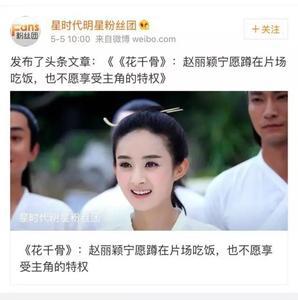 Fans
粉丝团
星时代明星粉丝团
+关注
5-5 10:00 来自微博 weibo.com
发布了头条文章：《《花千骨》：赵丽颖宁愿蹲在片场
吃饭，也不愿享受主角的特权》
星时代明星粉丝团
《花千骨》：赵丽颖宁愿蹲在片场吃饭，也不愿享
受主角的特权